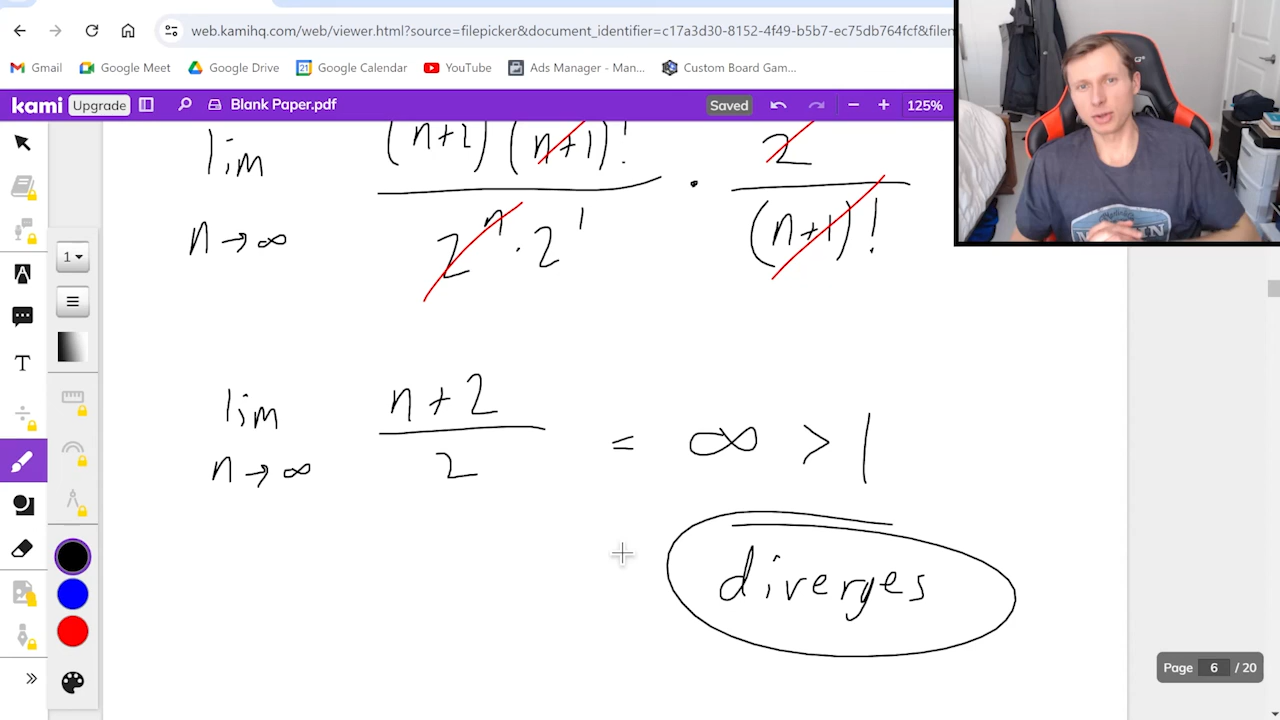 web.kamihq.com/web/viewer.html?source=filepicker&document_identifier=c17a3d30-8152-4f49-b5b7-ec75db764fcf&filen
Gmail Google Meet Google Drive Google Calendar YouTube Ads Manager - Man... Custom Board Gam...
kami Upgrade Blank Paper.pdf Saved 125%
lim n→∞ (n+2)(n+1)! / 2^n · 2^1 · 2 / (n+1)!
1
T
lim n→∞ n+2 / 2 = ∞ > 1
diverges
Page 6 / 20